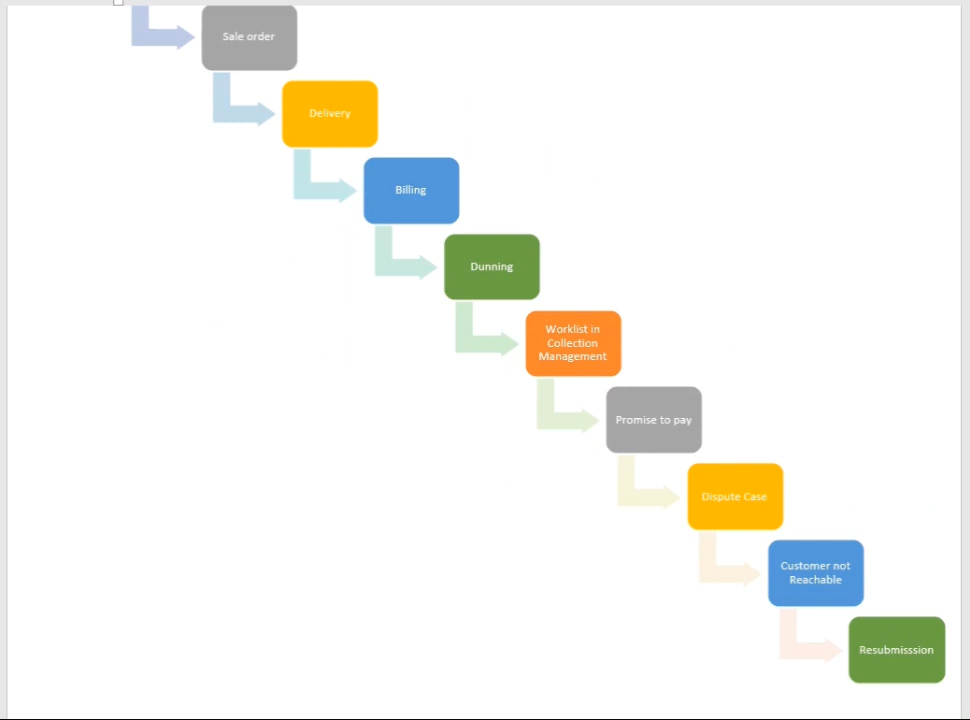 Sale order
Delivery
Billing
Dunning
Worklist in
Collection
Management
Promise to pay
Dispute Case
Customer not
Reachable
Resubmisssion